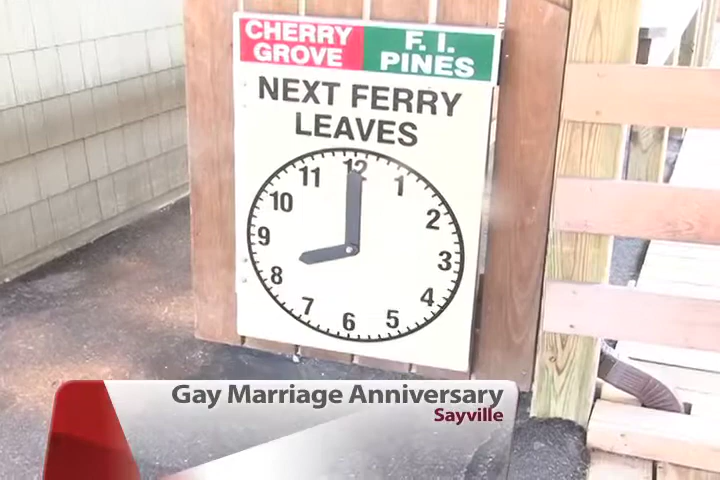 CHERRY GROVE
F. I. PINES
NEXT FERRY
LEAVES
12
1
2
3
4
5
6
7
8
9
10
11
Gay Marriage Anniversary
Sayville